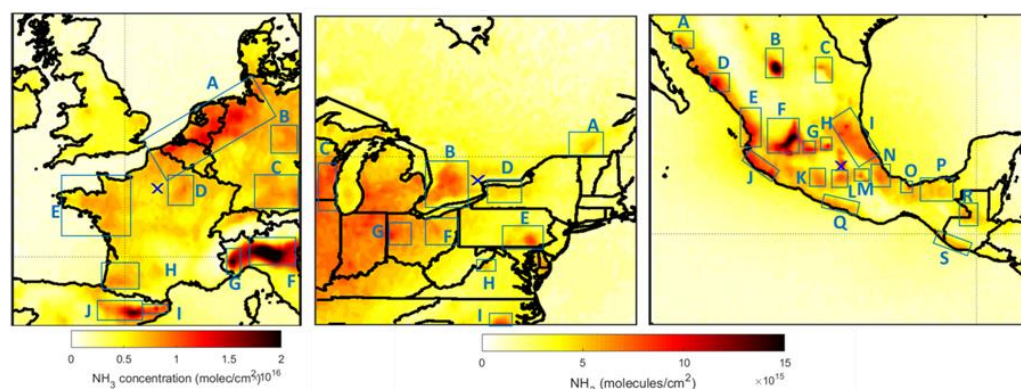 A
B
C
D
E
F
G
H
I
J
A
B
C
D
E
F
G
H
I
A
B
C
D
E
F
G
H
I
J
K
L
M
N
O
P
Q
R
S
0 0.5 1 1.5 2
NH3 concentration (molec/cm2) 10^16
0 5 10 15
(molecules/cm2) ×10^15